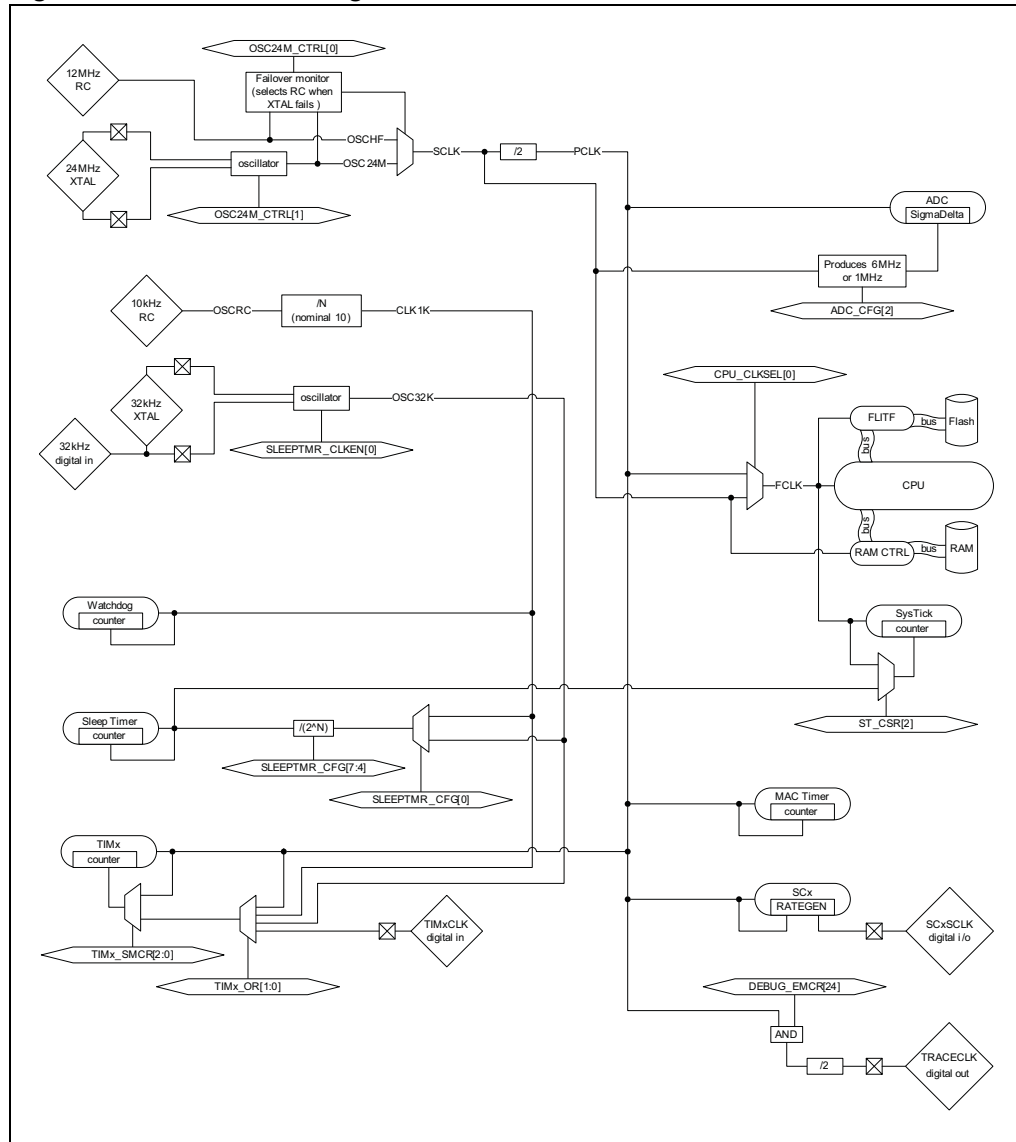 OSC24M_CTRL[0]
12MHz
RC
Failover monitor
(selects RC when
XTAL fails )
OSCHF
SCLK
/2
PCLK
24MHz
XTAL
oscillator
OSC24M
OSC24M_CTRL[1]
ADC
SigmaDelta
Produces 6MHz
or 1MHz
ADC_CFG[2]
10kHz
RC
OSCRC
/N
(nominal 10)
CLK1K
CPU_CLKSEL[0]
32kHz
XTAL
oscillator
OSC32K
SLEEPTMR_CLKEN[0]
32kHz
digital in
FLITF
bus
Flash
bus
FCLK
CPU
bus
RAM CTRL
bus
RAM
Watchdog
counter
SysTick
counter
ST_CSR[2]
Sleep Timer
counter
/(2^N)
SLEEPTMR_CFG[7:4]
SLEEPTMR_CFG[0]
MAC Timer
counter
TIMx
counter
TIMx_SMCR[2:0]
TIMx_OR[1:0]
TIMxCLK
digital in
SCx
RATEGEN
SCxSCLK
digital i/o
DEBUG_EMCR[24]
AND
/2
TRACECLK
digital out